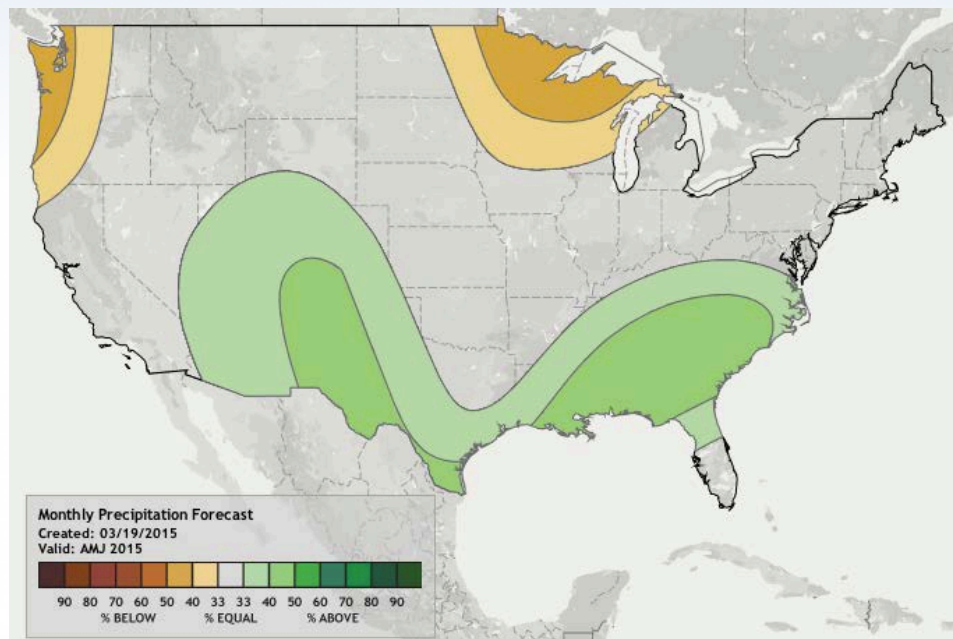 Monthly Precipitation Forecast
Created: 03/19/2015
Valid: AMJ 2015
90 80 70 60 50 40 33 33 40 50 60 70 80 90
% BELOW % EQUAL % ABOVE